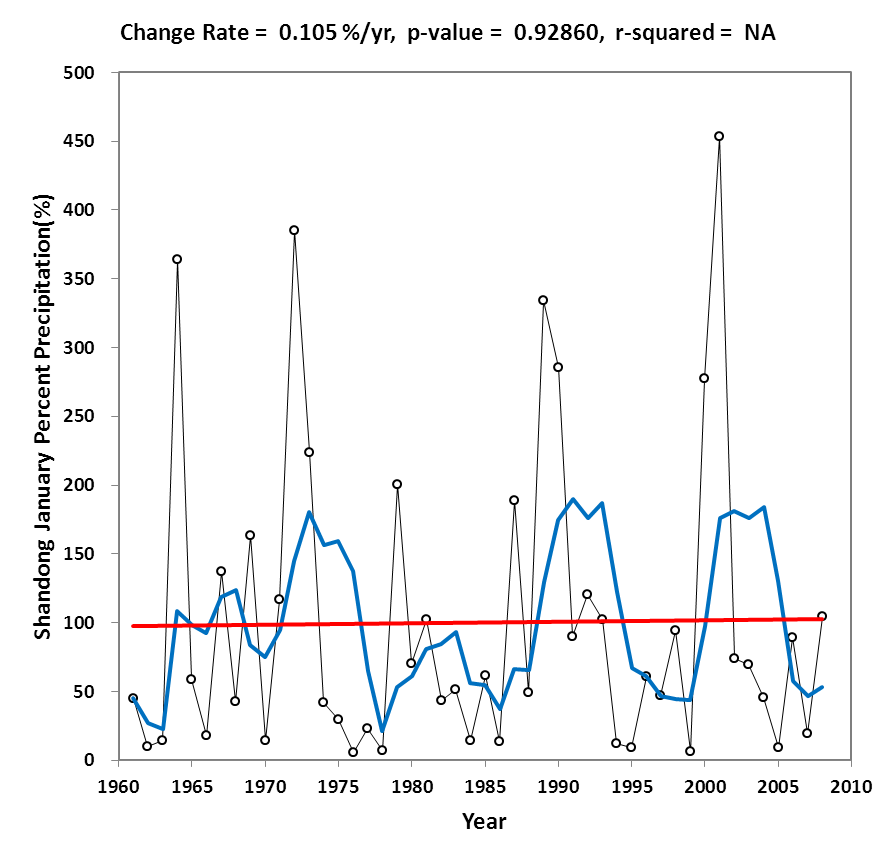 Change Rate = 0.105 %/yr, p-value = 0.92860, r-squared = NA
Shandong January Percent Precipitation(%)
500
450
400
350
300
250
200
150
100
50
0
1960 1965 1970 1975 1980 1985 1990 1995 2000 2005 2010
Year